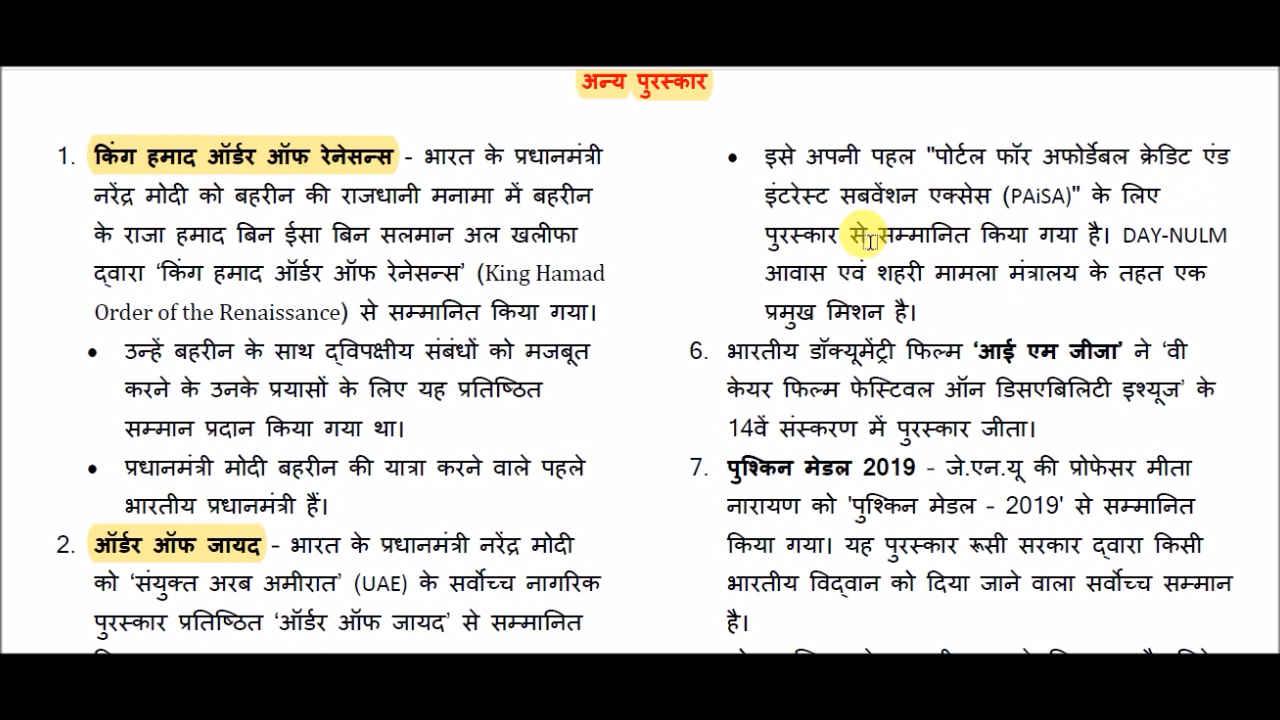 अन्य पुरस्कार
1. किंग हमाद ऑर्डर ऑफ रेनेसन्स - भारत के प्रधानमंत्री
नरेंद्र मोदी को बहरीन की राजधानी मनामा में बहरीन
के राजा हमाद बिन ईसा बिन सलमान अल खलीफा
द्वारा ‘किंग हमाद ऑर्डर ऑफ रेनेसन्स’ (King Hamad
Order of the Renaissance) से सम्मानित किया गया।
• उन्हें बहरीन के साथ द्विपक्षीय संबंधों को मजबूत
करने के उनके प्रयासों के लिए यह प्रतिष्ठित
सम्मान प्रदान किया गया था।
• प्रधानमंत्री मोदी बहरीन की यात्रा करने वाले पहले
भारतीय प्रधानमंत्री हैं।
2. ऑर्डर ऑफ जायद - भारत के प्रधानमंत्री नरेंद्र मोदी
को ‘संयुक्त अरब अमीरात’ (UAE) के सर्वोच्च नागरिक
पुरस्कार प्रतिष्ठित ‘ऑर्डर ऑफ जायद’ से सम्मानित
• इसे अपनी पहल "पोर्टल फॉर अफोर्डेबल क्रेडिट एंड
इंटरेस्ट सबवेंशन एक्सेस (PAiSA)" के लिए
पुरस्कार से सम्मानित किया गया है। DAY-NULM
आवास एवं शहरी मामला मंत्रालय के तहत एक
प्रमुख मिशन है।
6. भारतीय डॉक्यूमेंट्री फिल्म ‘आई एम जीजा’ ने ‘वी
केयर फिल्म फेस्टिवल ऑन डिसएबिलिटी इश्यूज’ के
14वें संस्करण में पुरस्कार जीता।
7. पुश्किन मेडल 2019 - जे.एन.यू की प्रोफेसर मीता
नारायण को 'पुश्किन मेडल - 2019' से सम्मानित
किया गया। यह पुरस्कार रूसी सरकार द्वारा किसी
भारतीय विद्वान को दिया जाने वाला सर्वोच्च सम्मान
है।